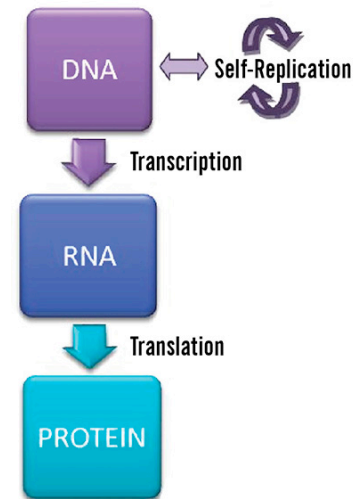 DNA
Self-Replication
Transcription
RNA
Translation
PROTEIN